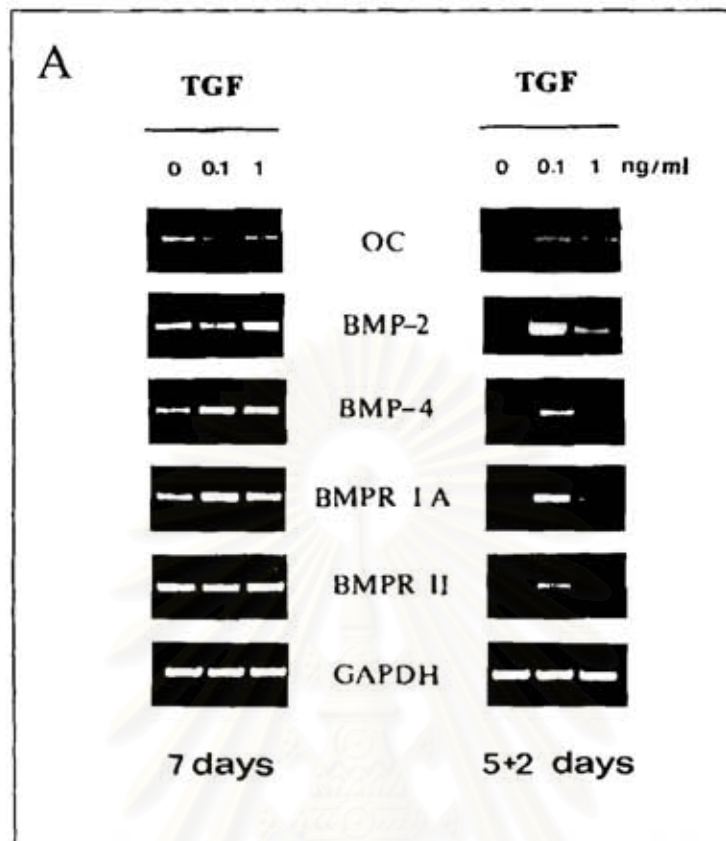 A
TGF TGF
0 0.1 1 0 0.1 1 ng/ml
OC
BMP-2
BMP-4
BMPR I A
BMPR II
GAPDH
7 days 5+2 days